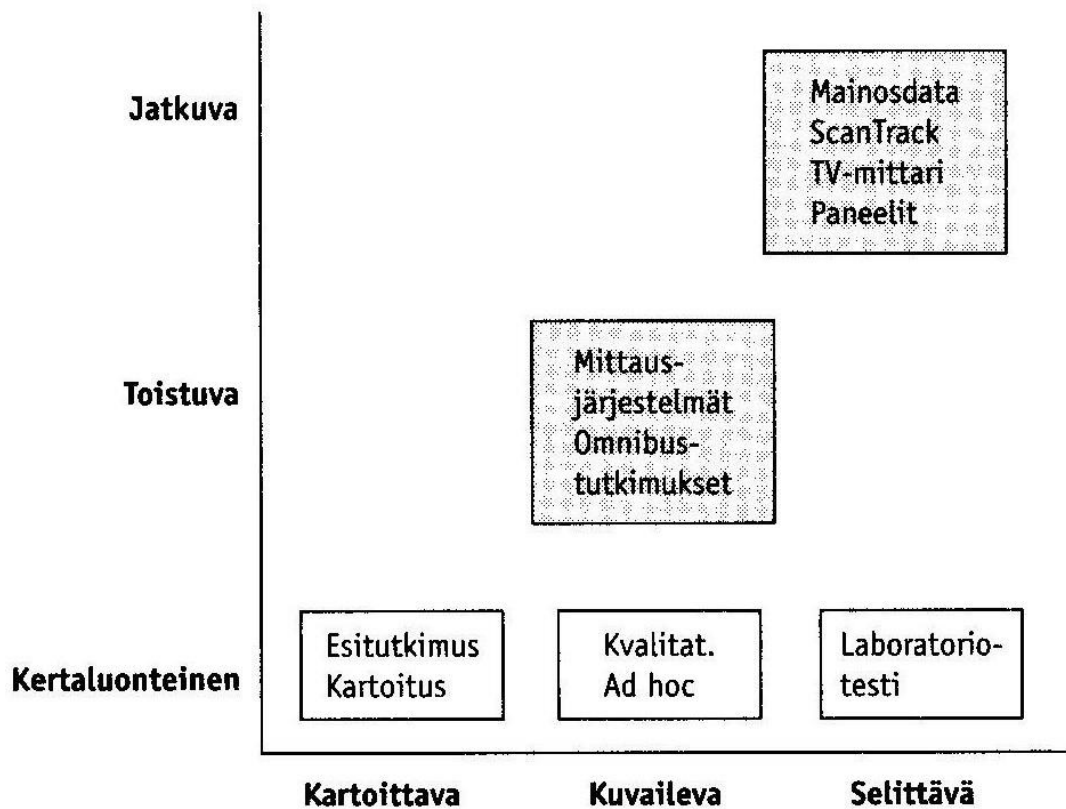 Jatkuva
Mainosdata
ScanTrack
TV-mittari
Paneelit
Toistuva
Mittaus-
järjestelmät
Omnibus-
tutkimukset
Kertaluonteinen
Esitutkimus
Kartoitus
Kvalitat.
Ad hoc
Laboratorio-
testi
Kartoittava
Kuvaileva
Selittävä